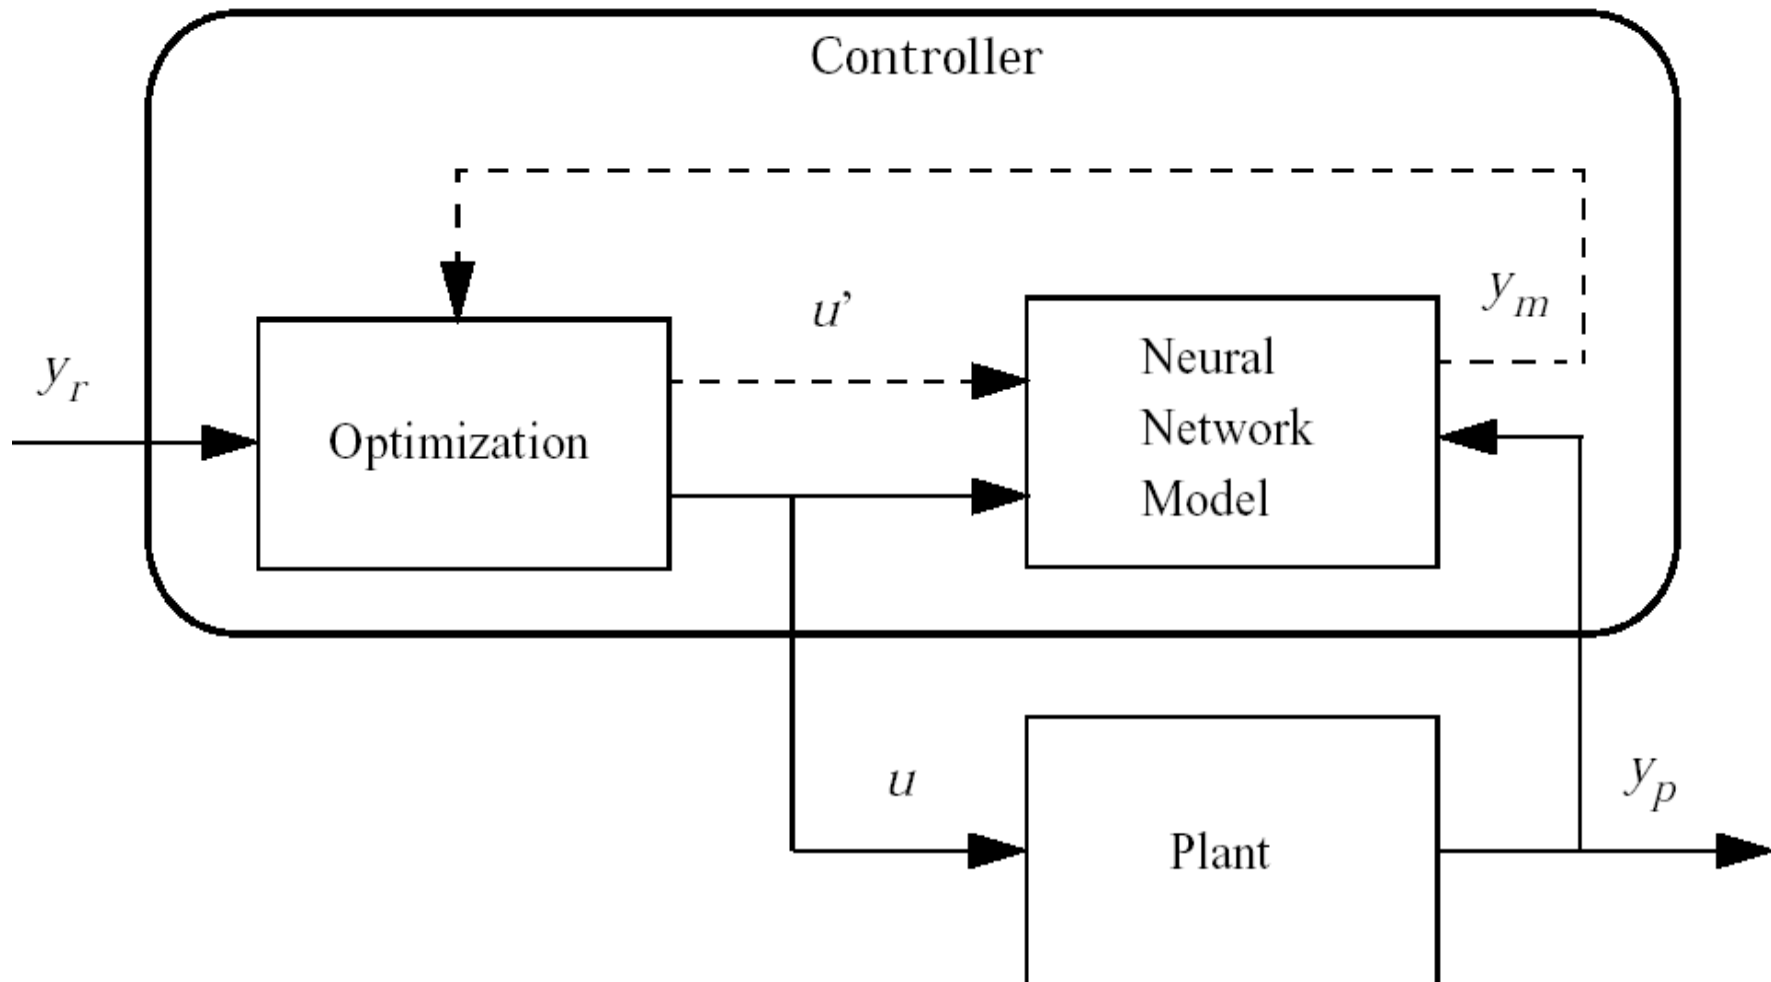 Controller
y_m
u’
y_r
Neural
Network
Model
Optimization
u
y_p
Plant